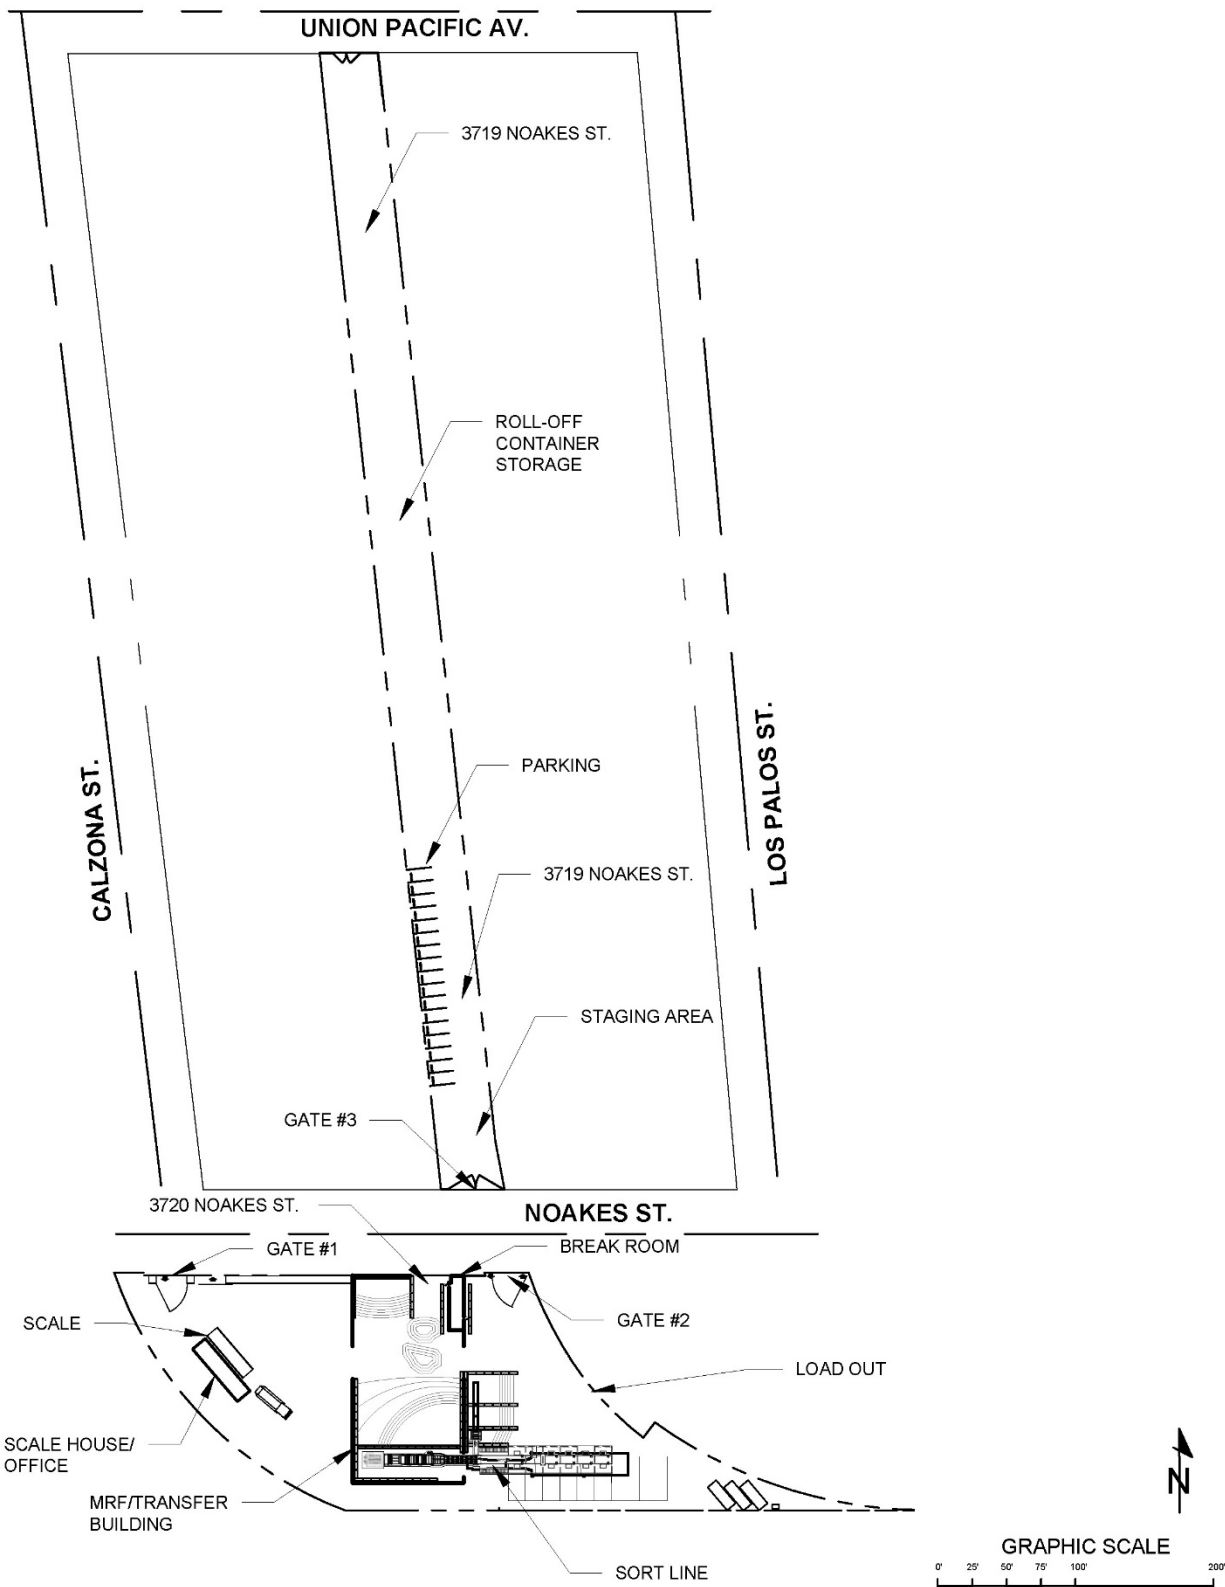 UNION PACIFIC AV.
3719 NOAKES ST.
ROLL-OFF
CONTAINER
STORAGE
PARKING
CALZONA ST.
LOS PALOS ST.
3719 NOAKES ST.
STAGING AREA
GATE #3
3720 NOAKES ST.
NOAKES ST.
GATE #1
BREAK ROOM
SCALE
GATE #2
LOAD OUT
SCALE HOUSE/
OFFICE
MRF/TRANSFER
BUILDING
N
SORT LINE
GRAPHIC SCALE
0' 25' 50' 75' 100' 200'